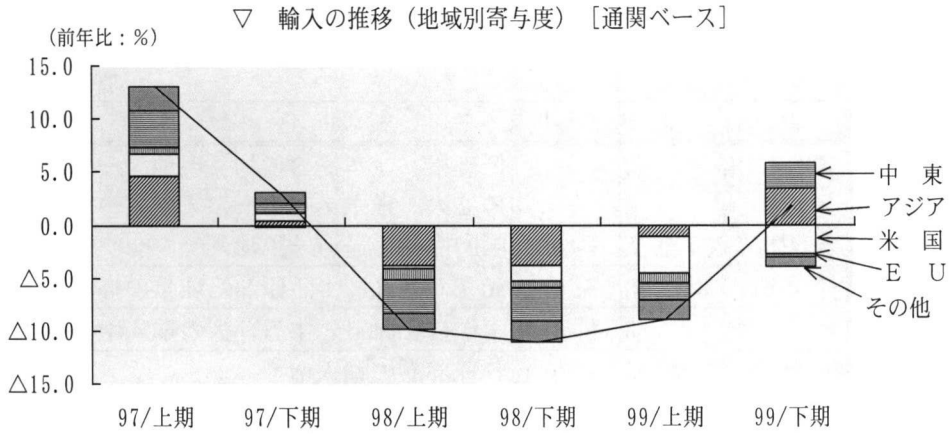 ▽ 輸入の推移（地域別寄与度）［通関ベース］
（前年比：％）
15.0
10.0
5.0
0.0
△5.0
△10.0
△15.0
中 東
アジア
米 国
Ｅ Ｕ
その他
97/上期 97/下期 98/上期 98/下期 99/上期 99/下期